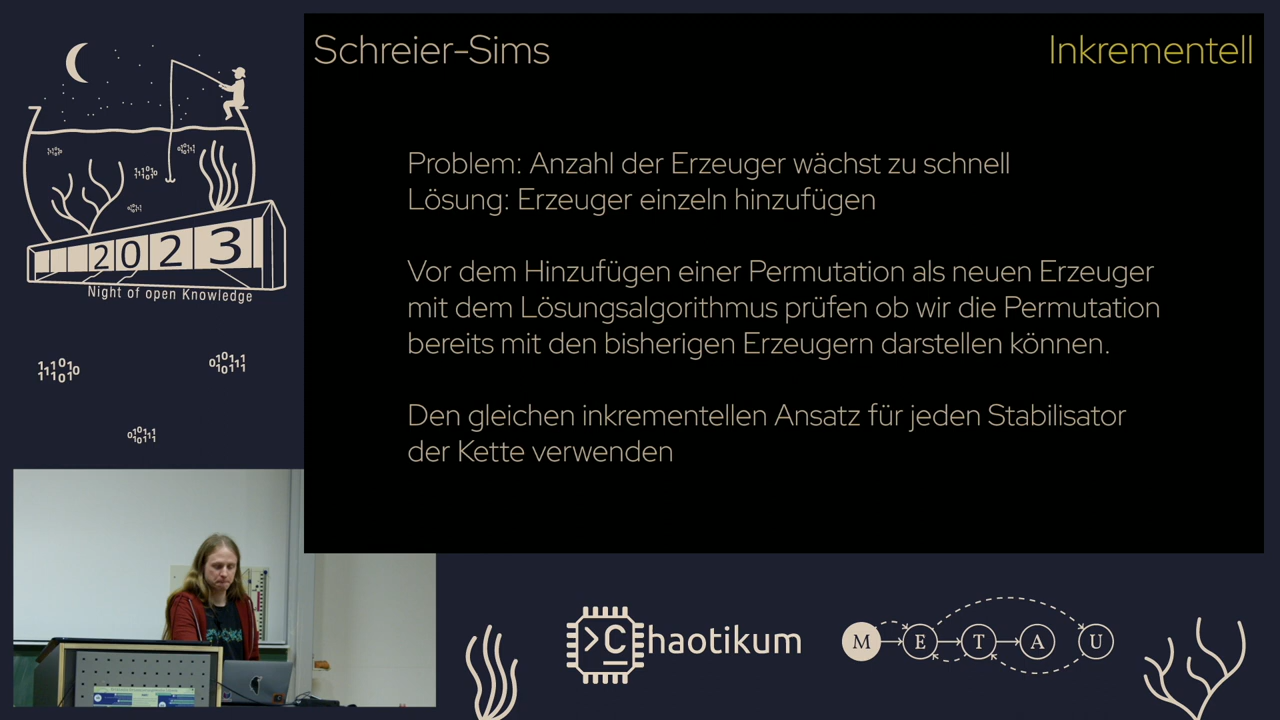 Schreier-Sims
Inkrementell
Problem: Anzahl der Erzeuger wächst zu schnell
Lösung: Erzeuger einzeln hinzufügen
Vor dem Hinzufügen einer Permutation als neuen Erzeuger
mit dem Lösungsalgorithmus prüfen ob wir die Permutation
bereits mit den bisherigen Erzeugern darstellen können.
Den gleichen inkrementellen Ansatz für jeden Stabilisator
der Kette verwenden
2023
Night of open Knowledge
>Chaotikum
M E T A U